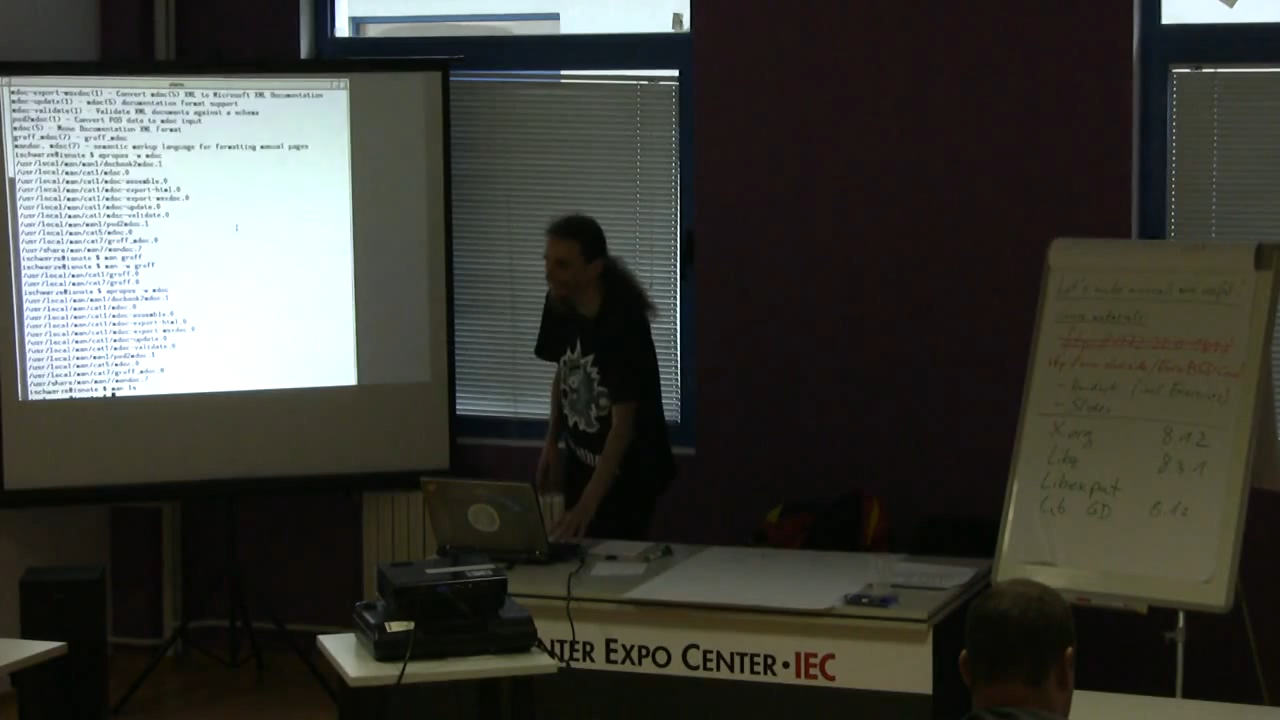 mdoc-export-msxdoc(1) - Convert mdoc(5) XML to Microsoft XML Documentation
mdoc-update(1) - mdoc(5) documentation format support
mdoc-validate(1) - Validate XML documents against a schema
pod2mdoc(1) - Convert POD data to mdoc input
mdoc(5) - Mono Documentation XML Format
groff_mdoc(7) - groff_mdoc
mandoc, mdoc(7) - semantic markup language for formatting manual pages
ischwarze@isnote $ apropos -w mdoc
/usr/local/man/man1/docbook2mdoc.1
/usr/local/man/cat1/mdoc.0
/usr/local/man/cat1/mdoc-assemble.0
/usr/local/man/cat1/mdoc-export-html.0
/usr/local/man/cat1/mdoc-export-msxdoc.0
/usr/local/man/cat1/mdoc-update.0
/usr/local/man/cat1/mdoc-validate.0
/usr/local/man/man1/pod2mdoc.1
/usr/local/man/cat5/mdoc.0
/usr/local/man/cat7/groff_mdoc.0
/usr/share/man/man7/mandoc.7
ischwarze@isnote $ man groff
ischwarze@isnote $ man -w groff
/usr/local/man/cat1/groff.0
/usr/local/man/cat7/groff.0
ischwarze@isnote $ apropos -w mdoc
/usr/local/man/man1/docbook2mdoc.1
/usr/local/man/cat1/mdoc.0
/usr/local/man/cat1/mdoc-assemble.0
/usr/local/man/cat1/mdoc-export-html.0
/usr/local/man/cat1/mdoc-export-msxdoc.0
/usr/local/man/cat1/mdoc-update.0
/usr/local/man/cat1/mdoc-validate.0
/usr/local/man/man1/pod2mdoc.1
/usr/local/man/cat5/mdoc.0
/usr/local/man/cat7/groff_mdoc.0
/usr/share/man/man7/mandoc.7
ischwarze@isnote $ man ls
ischwarze@isnote $
Let's make manuals more useful!
- Handout
- Slides
X.org 8.12
Libexpat
Lib GD 6.12
NTER EXPO CENTER · IEC